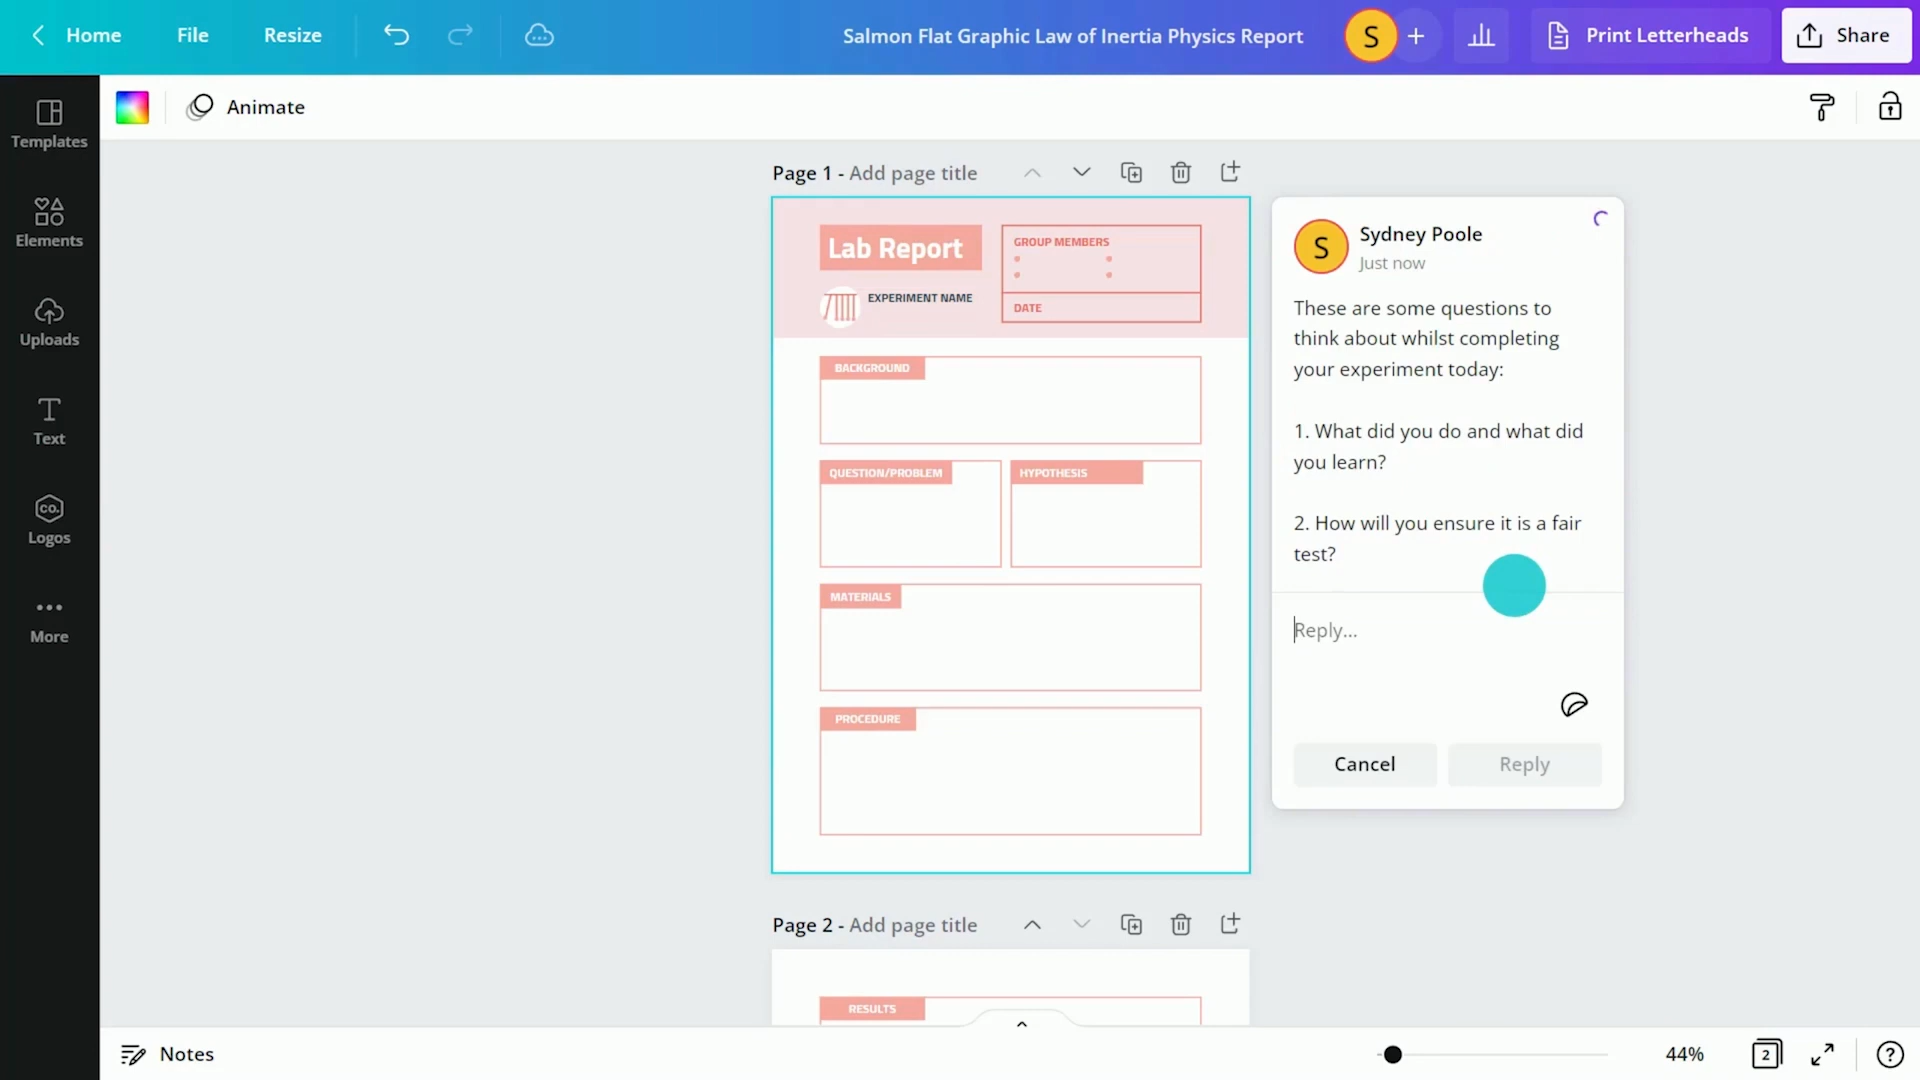 Home
File
Resize
Salmon Flat Graphic Law of Inertia Physics Report
S
Print Letterheads
Share
Templates
Elements
Uploads
Text
CO.
Logos
More
Animate
Page 1 - Add page title
Lab Report
EXPERIMENT NAME
GROUP MEMBERS
DATE
BACKGROUND
QUESTION/PROBLEM
HYPOTHESIS
MATERIALS
PROCEDURE
S
Sydney Poole
Just now
These are some questions to
think about whilst completing
your experiment today:
1. What did you do and what did
you learn?
2. How will you ensure it is a fair
test?
Reply...
Cancel
Reply
Page 2 - Add page title
RESULTS
Notes
44%
2
?